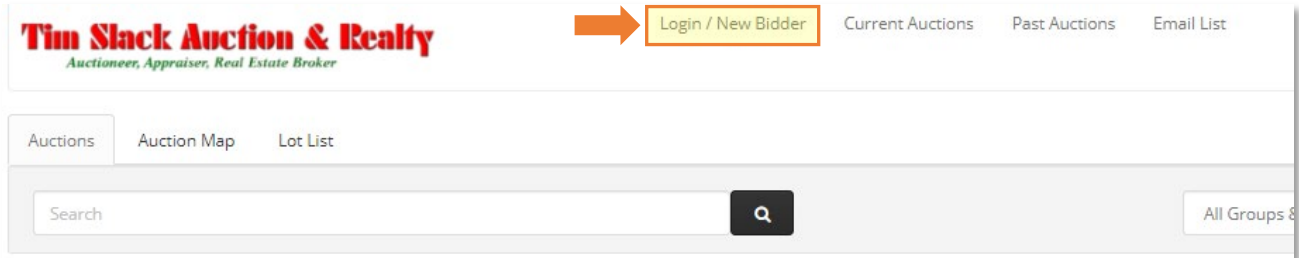 Tim Slack Auction & Realty
Auctioneer, Appraiser, Real Estate Broker
Login / New Bidder Current Auctions Past Auctions Email List
Auctions Auction Map Lot List
Search
All Groups &